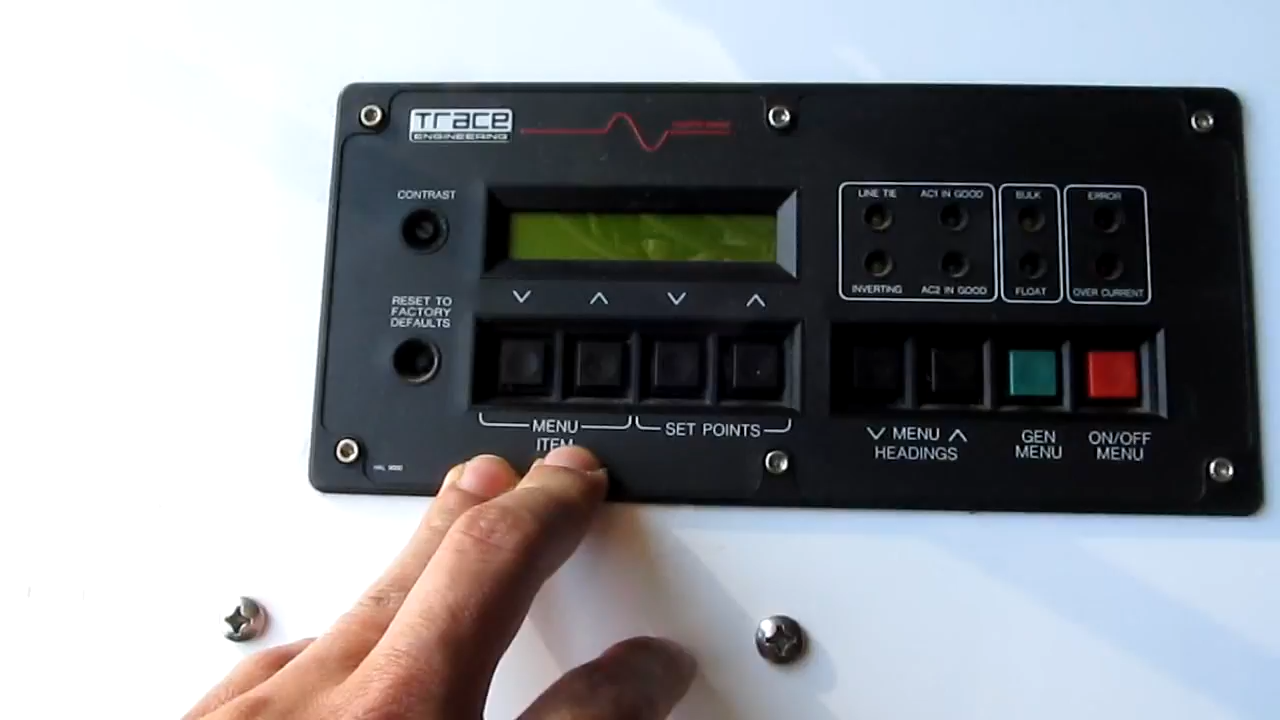 TRACE
ENGINEERING
CONTRAST
RESET TO
FACTORY
DEFAULTS
MENU
ITEM
SET POINTS
LINE TIE
AC1 IN GOOD
BULK
ERROR
INVERTING
AC2 IN GOOD
FLOAT
OVER CURRENT
MENU
HEADINGS
GEN
MENU
ON/OFF
MENU